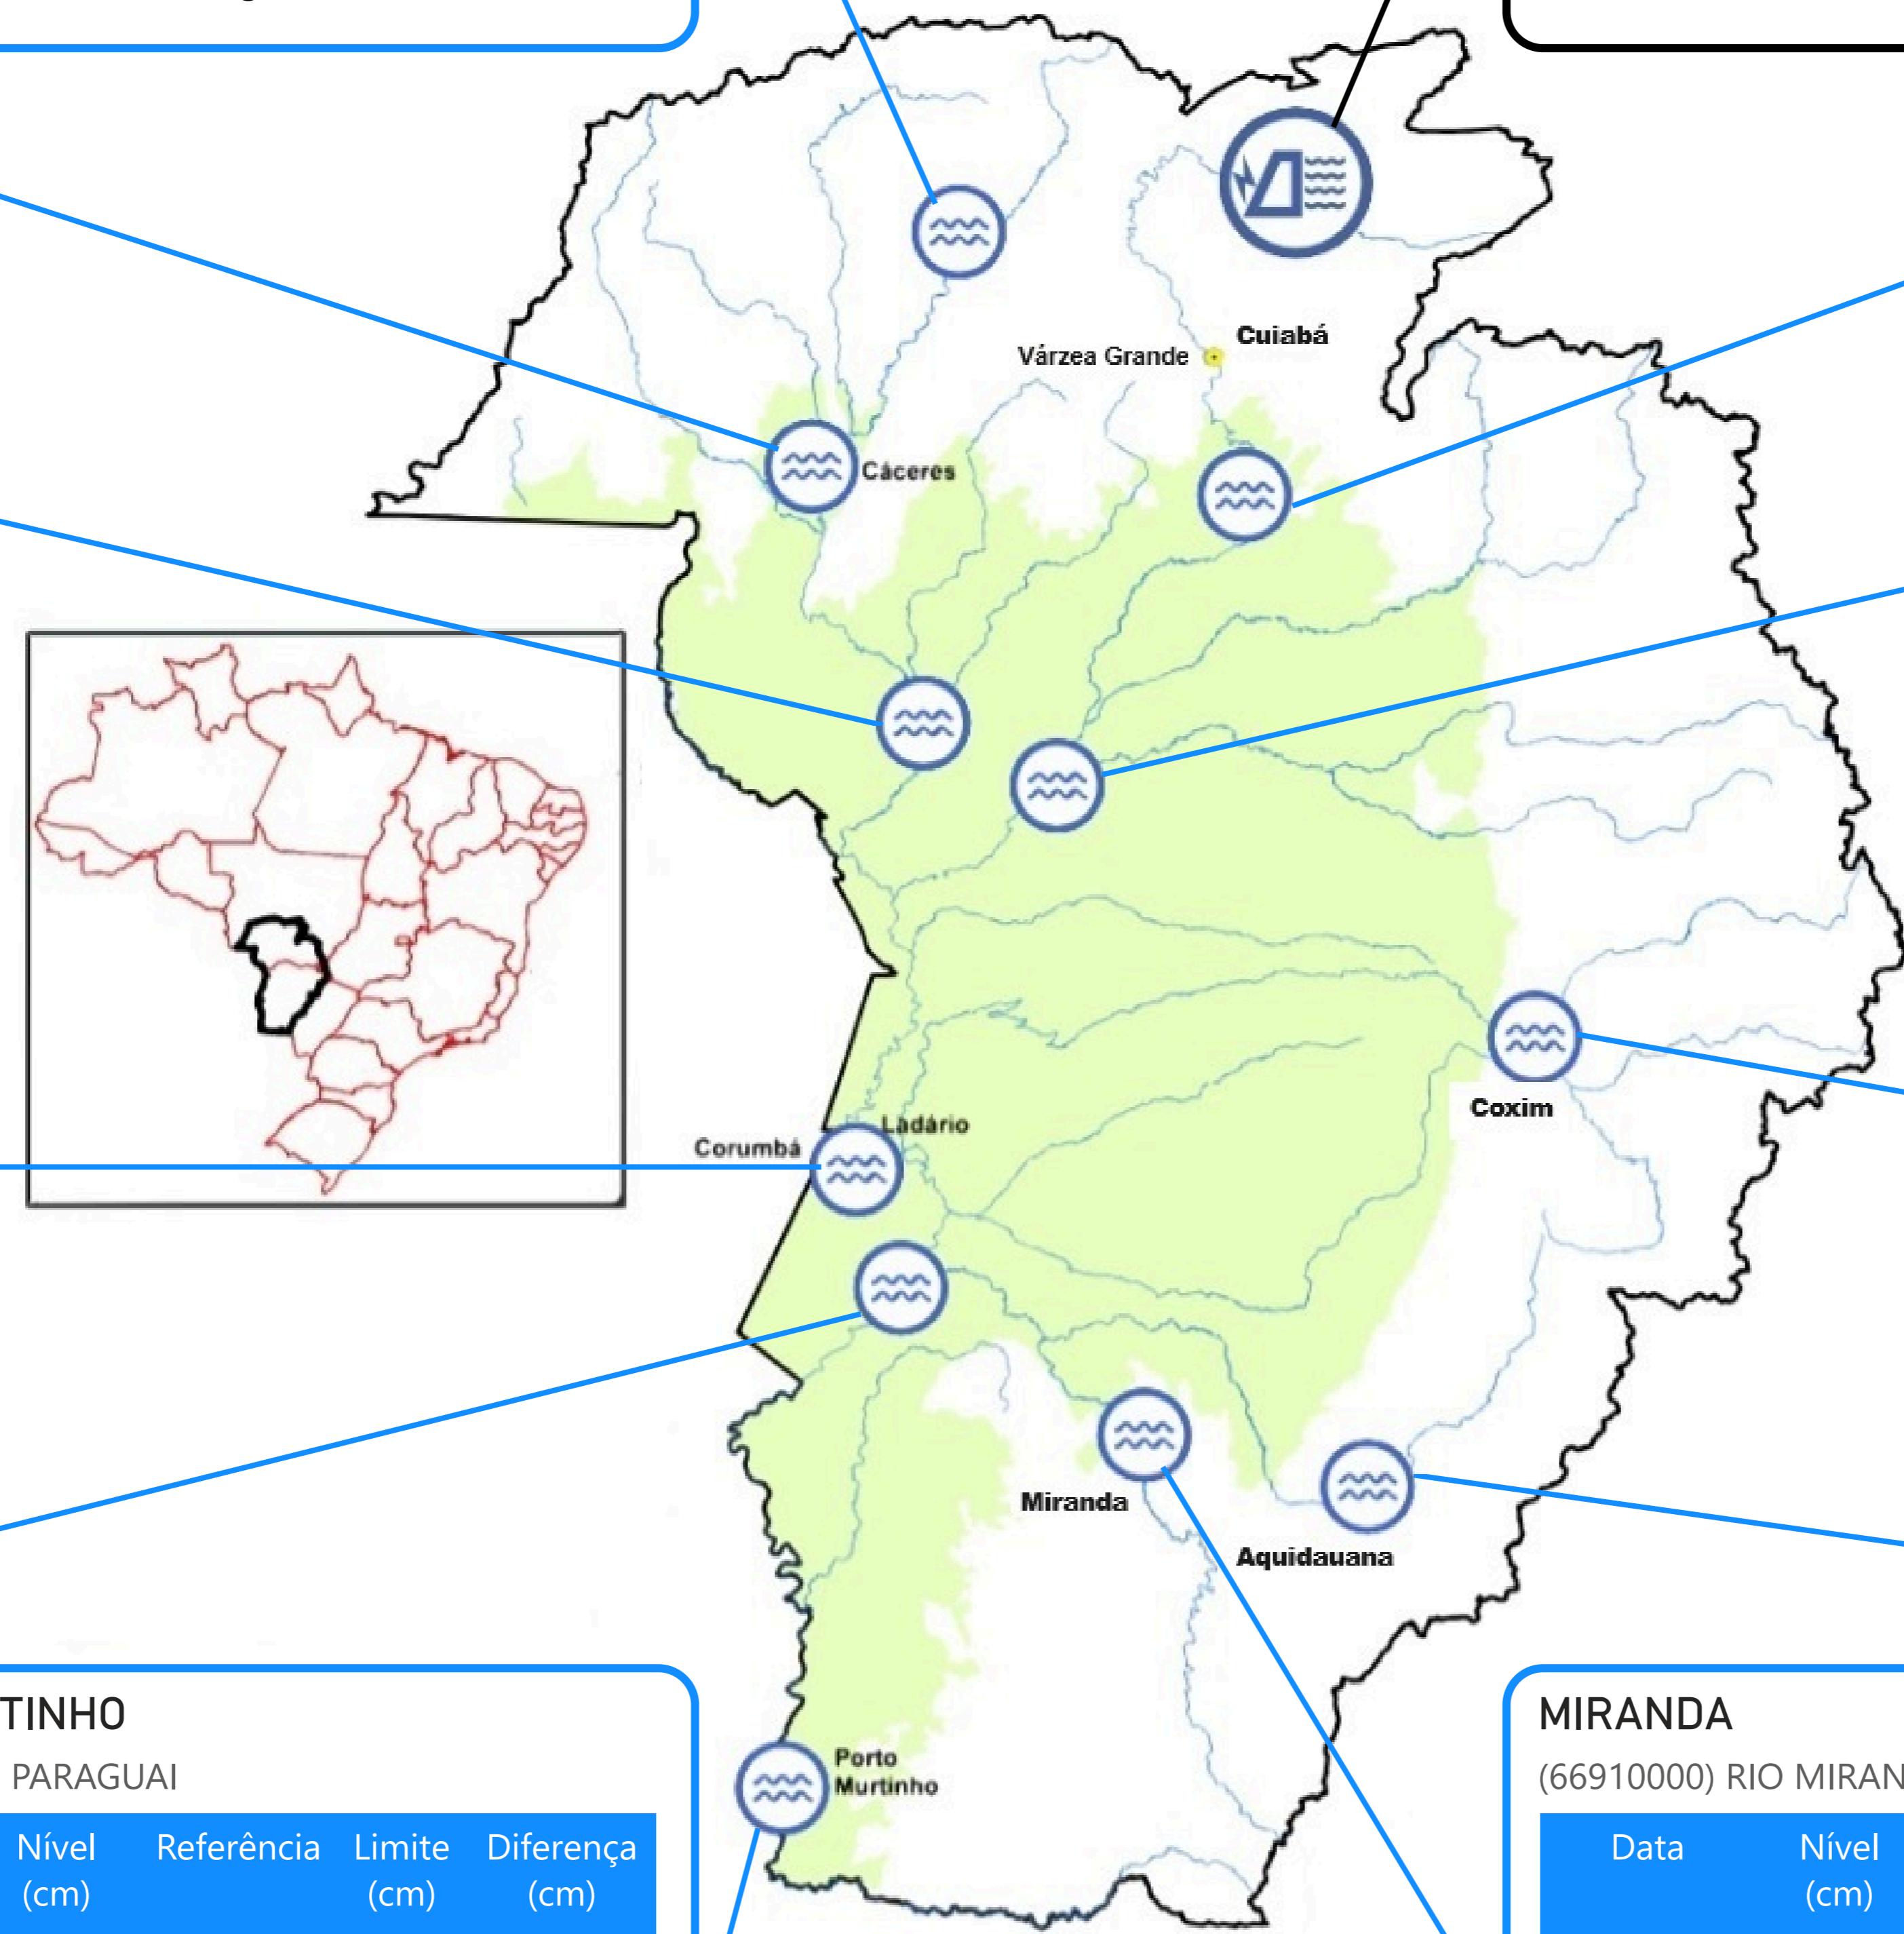 Cuiabá
Várzea Grande
Cáceres
Coxim
Ladário
Corumbá
Miranda
Aquidauana
TINHO
PARAGUAI
Nível
(cm)
Referência
Limite
(cm)
Diferença
(cm)
Porto
Murtinho
MIRANDA
(66910000) RIO MIRAN
Data
Nível
(cm)